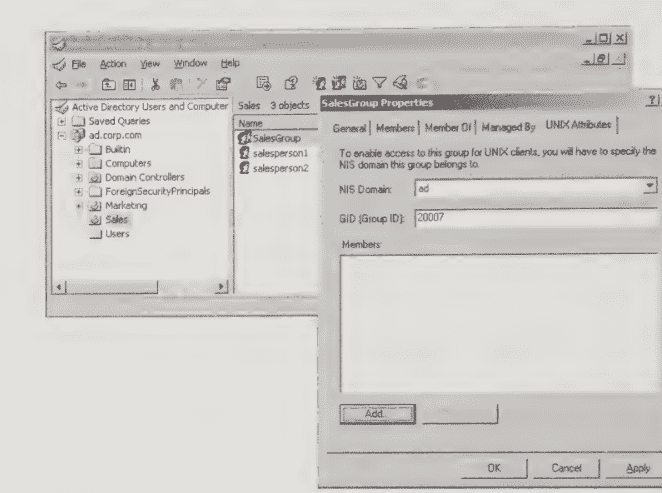 File Action View Window Help
Active Directory Users and Computer
Saved Queries
ad.corp.com
Builtin
Computers
Domain Controllers
ForeignSecurityPrincipals
Marketing
Sales
Users
Sales 3 objects
Name
SalesGroup
salesperson1
salesperson2
SalesGroup Properties
General Members Member Of Managed By UNIX Attributes
To enable access to this group for UNIX clients, you will have to specify the
NIS domain this group belongs to.
NIS Domain: ad
GID (Group ID): 20007
Members:
Add...
OK Cancel Apply